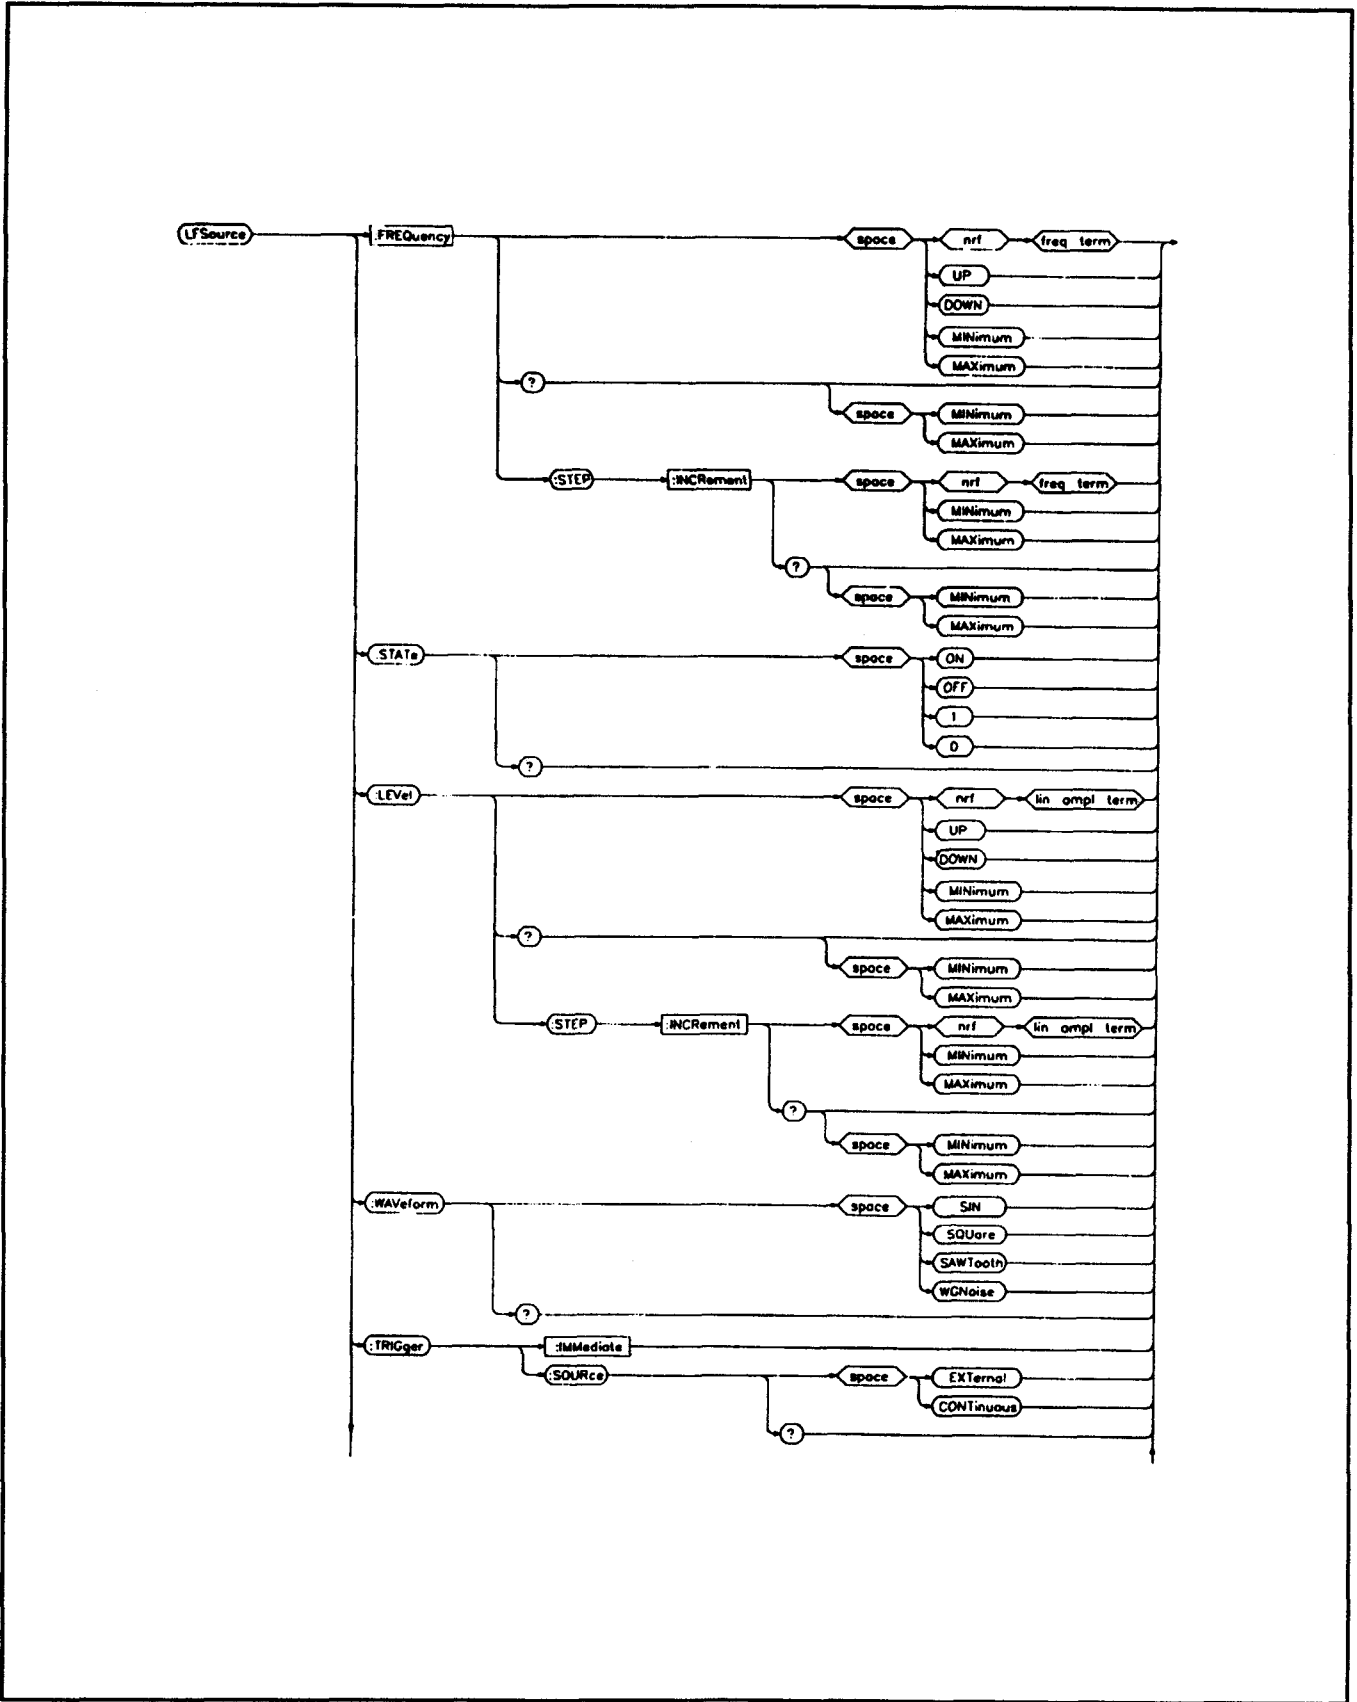 LFSource :FREQuency space nrf freq term
UP
DOWN
MINimum
MAXimum
?
space MINimum
MAXimum
:STEP :INCRement space nrf freq term
MINimum
MAXimum
?
space MINimum
MAXimum
:STATe space ON
OFF
1
0
?
:LEVel space nrf lin ampl term
UP
DOWN
MINimum
MAXimum
?
space MINimum
MAXimum
:STEP :INCRement space nrf lin ampl term
MINimum
MAXimum
?
space MINimum
MAXimum
:WAVeform space SIN
SQUare
SAWTooth
WGNoise
?
:TRIGger :IMMediate
:SOURce space EXTernal
CONTinuous
?